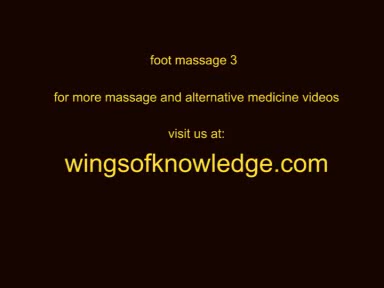 foot massage 3
for more massage and alternative medicine videos
visit us at:
wingsofknowledge.com